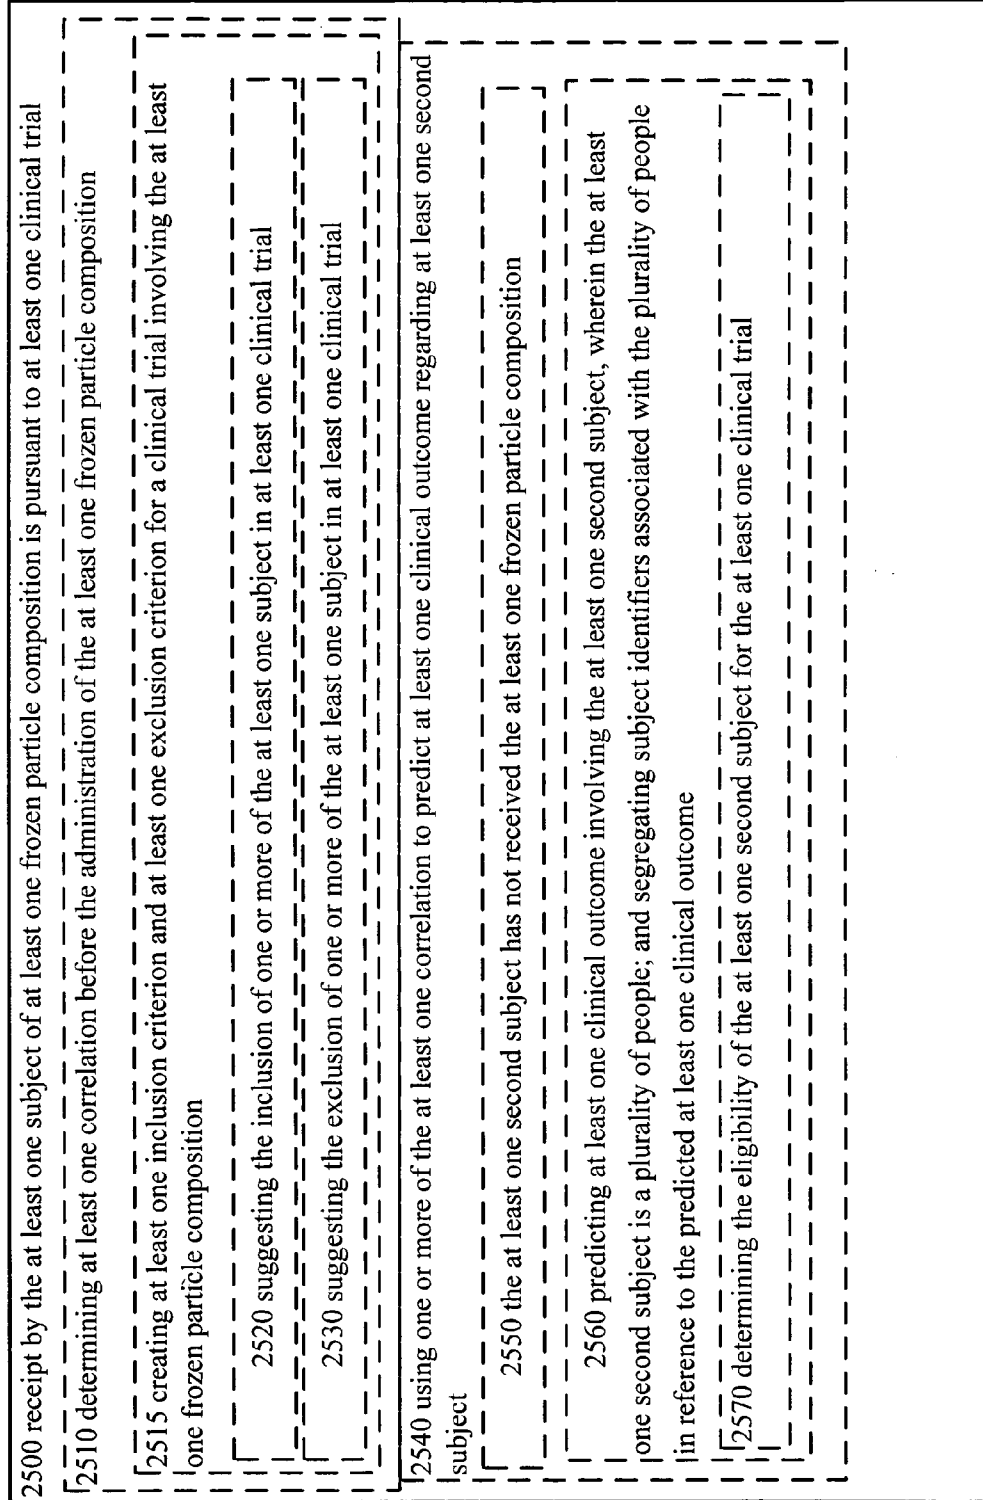 2500 receipt by the at least one subject of at least one frozen particle composition is pursuant to at least one clinical trial
2510 determining at least one correlation before the administration of the at least one frozen particle composition
2515 creating at least one inclusion criterion and at least one exclusion criterion for a clinical trial involving the at least
one frozen particle composition
2520 suggesting the inclusion of one or more of the at least one subject in at least one clinical trial
2530 suggesting the exclusion of one or more of the at least one subject in at least one clinical trial
2540 using one or more of the at least one correlation to predict at least one clinical outcome regarding at least one second
subject
2550 the at least one second subject has not received the at least one frozen particle composition
2560 predicting at least one clinical outcome involving the at least one second subject, wherein the at least
one second subject is a plurality of people; and segregating subject identifiers associated with the plurality of people
in reference to the predicted at least one clinical outcome
2570 determining the eligibility of the at least one second subject for the at least one clinical trial